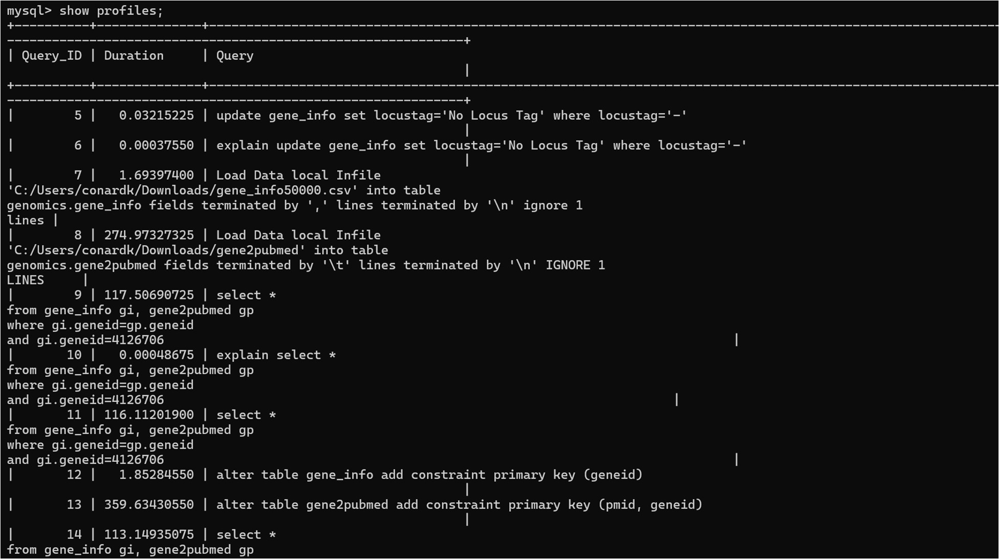 mysql> show profiles;
+----------+--------------+---------------------------------------------------------------------------------------------------------
-------------------------------------------------------------+
| Query_ID | Duration     | Query
                                                             |
+----------+--------------+---------------------------------------------------------------------------------------------------------
-------------------------------------------------------------+
|        5 |   0.03215225 | update gene_info set locustag='No Locus Tag' where locustag='-'
                                                             |
|        6 |   0.00037550 | explain update gene_info set locustag='No Locus Tag' where locustag='-'
                                                             |
|        7 |   1.69397400 | Load Data local Infile
'C:/Users/conardk/Downloads/gene_info50000.csv' into table
genomics.gene_info fields terminated by ',' lines terminated by '\n' ignore 1
lines |
|        8 | 274.97327325 | Load Data local Infile
'C:/Users/conardk/Downloads/gene2pubmed' into table
genomics.gene2pubmed fields terminated by '\t' lines terminated by '\n' IGNORE 1
LINES     |
|        9 | 117.50690725 | select *
from gene_info gi, gene2pubmed gp
where gi.geneid=gp.geneid
and gi.geneid=4126706                                                                            |
|       10 |   0.00048675 | explain select *
from gene_info gi, gene2pubmed gp
where gi.geneid=gp.geneid
and gi.geneid=4126706                                                                    |
|       11 | 116.11201900 | select *
from gene_info gi, gene2pubmed gp
where gi.geneid=gp.geneid
and gi.geneid=4126706                                                                            |
|       12 |   1.85284550 | alter table gene_info add constraint primary key (geneid)
                                                             |
|       13 | 359.63430550 | alter table gene2pubmed add constraint primary key (pmid, geneid)
                                                             |
|       14 | 113.14935075 | select *
from gene_info gi, gene2pubmed gp